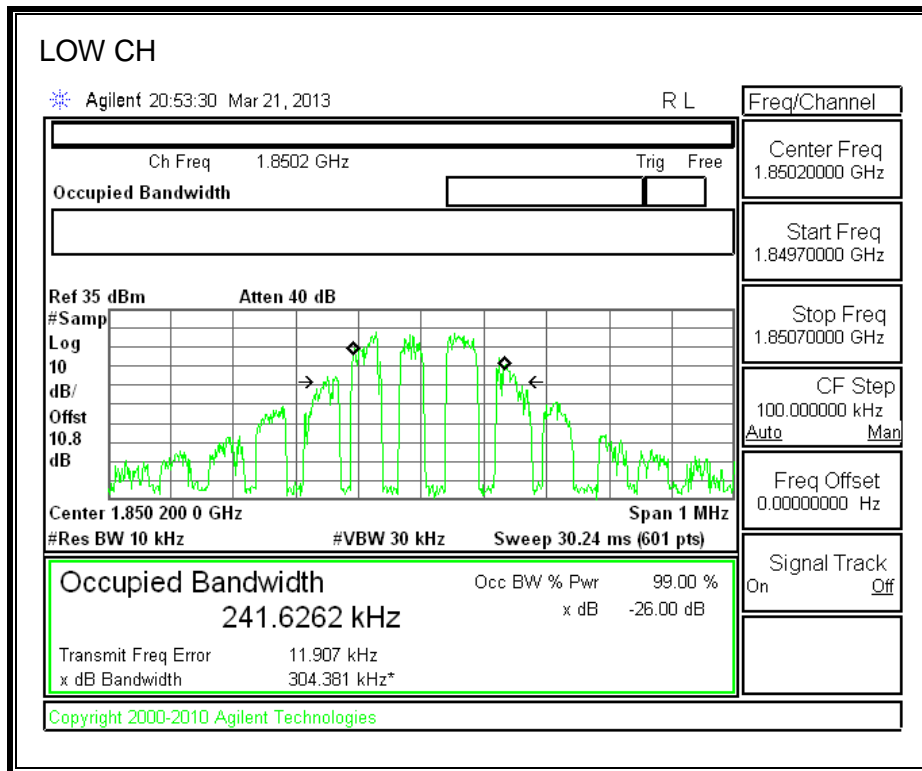 LOW CH
Agilent 20:53:30 Mar 21, 2013 R L
Freq/Channel
Ch Freq 1.8502 GHz Trig Free
Occupied Bandwidth
Center Freq
1.85020000 GHz
Start Freq
1.84970000 GHz
Stop Freq
1.85070000 GHz
CF Step
100.000000 kHz
Auto Man
Freq Offset
0.00000000 Hz
Signal Track
On Off
Ref 35 dBm Atten 40 dB
#Samp
Log
10
dB/
Offst
10.8
dB
Center 1.850 200 0 GHz Span 1 MHz
#Res BW 10 kHz #VBW 30 kHz Sweep 30.24 ms (601 pts)
Occupied Bandwidth Occ BW % Pwr 99.00 %
241.6262 kHz x dB -26.00 dB
Transmit Freq Error 11.907 kHz
x dB Bandwidth 304.381 kHz*
Copyright 2000-2010 Agilent Technologies